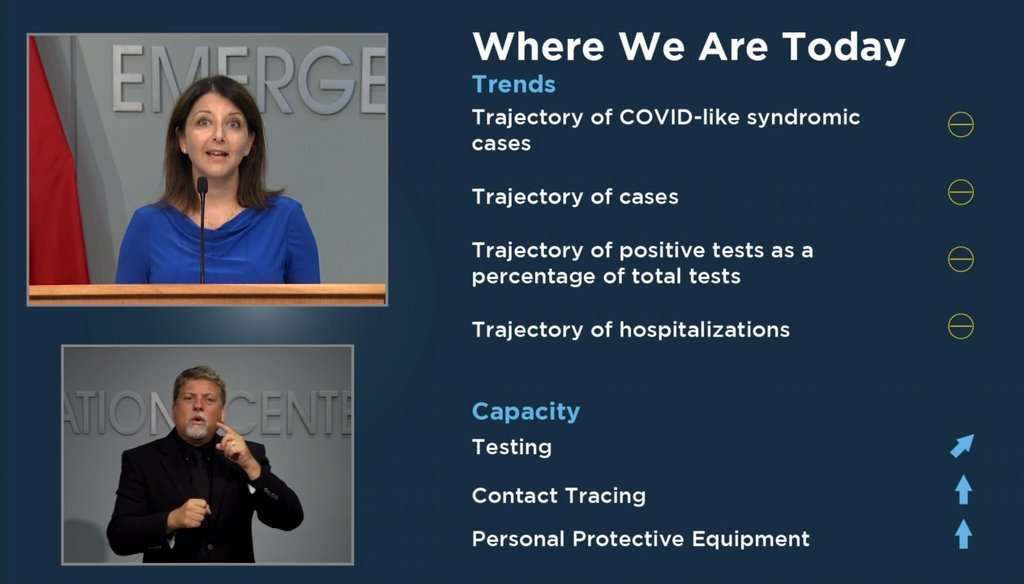 EMERGE
ATION CENTE
Where We Are Today
Trends
Trajectory of COVID-like syndromic
cases
Trajectory of cases
Trajectory of positive tests as a
percentage of total tests
Trajectory of hospitalizations
Capacity
Testing
Contact Tracing
Personal Protective Equipment